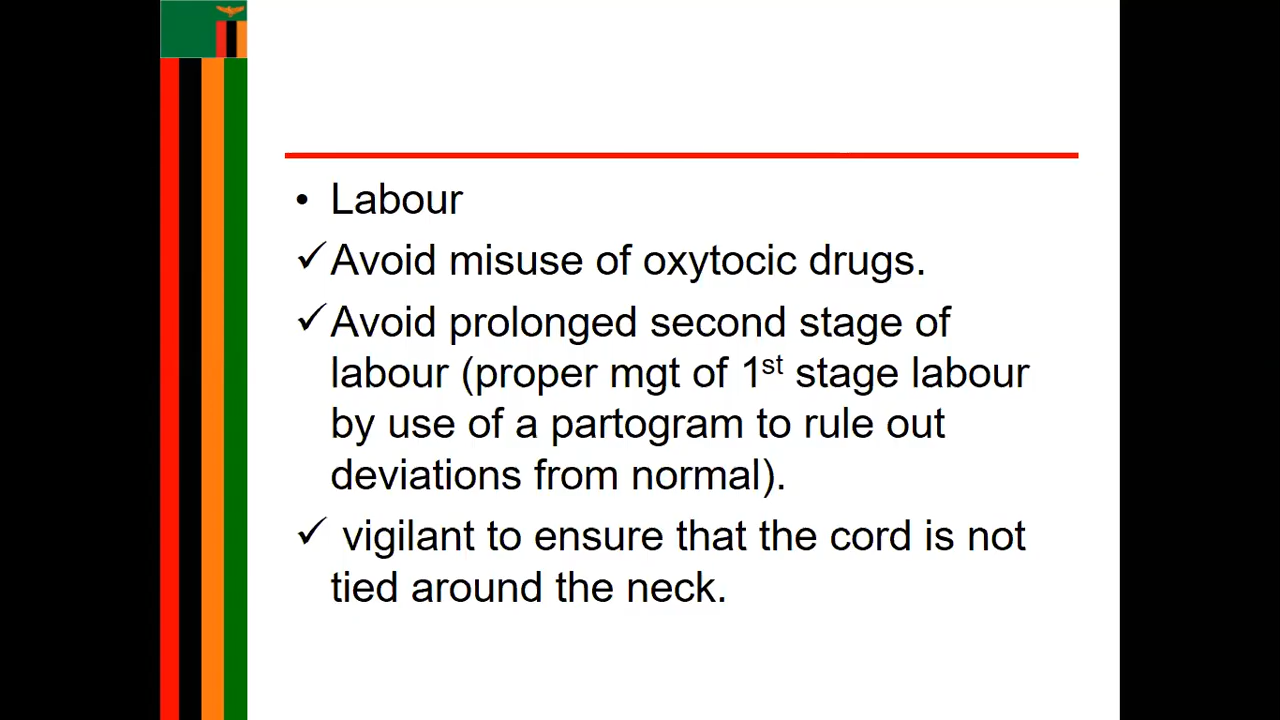 • Labour
✓Avoid misuse of oxytocic drugs.
✓Avoid prolonged second stage of
labour (proper mgt of 1st stage labour
by use of a partogram to rule out
deviations from normal).
✓ vigilant to ensure that the cord is not
tied around the neck.